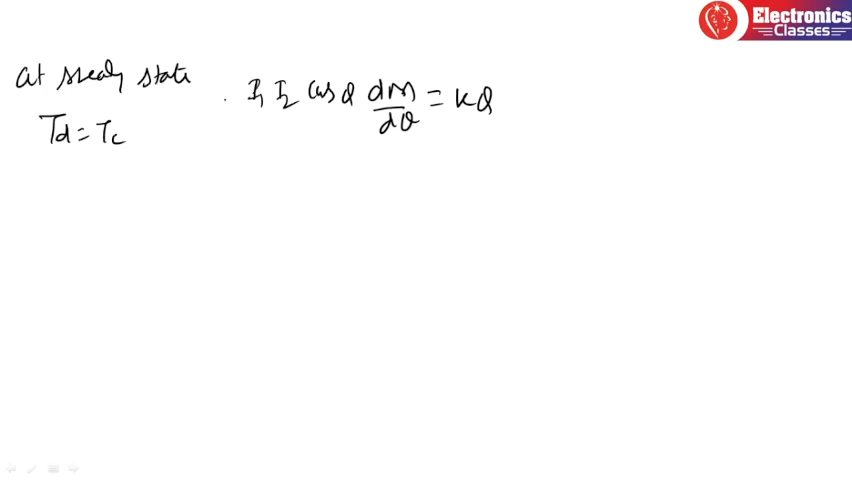 Electronics
Classes
at steady state
Td = Tc
I₁ I₂ cos θ dM/dθ = Kθ